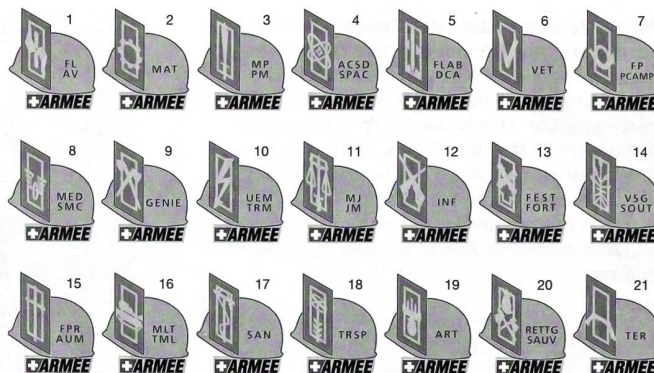 1 2 3 4 5 6 7
FL AV
MAT
MP PM
ACSD SPAC
FLAB DCA
VET
FP PCAMP
ARMEE ARMEE ARMEE ARMEE ARMEE ARMEE ARMEE
8 9 10 11 12 13 14
MED SMC
GENIE
UEM TRM
MJ JM
INF
FEST FORT
VSG SOUT
ARMEE ARMEE ARMEE ARMEE ARMEE ARMEE ARMEE
15 16 17 18 19 20 21
FPR AUM
MLT TML
SAN
TRSP
ART
RETTG SAUV
TER
ARMEE ARMEE ARMEE ARMEE ARMEE ARMEE ARMEE